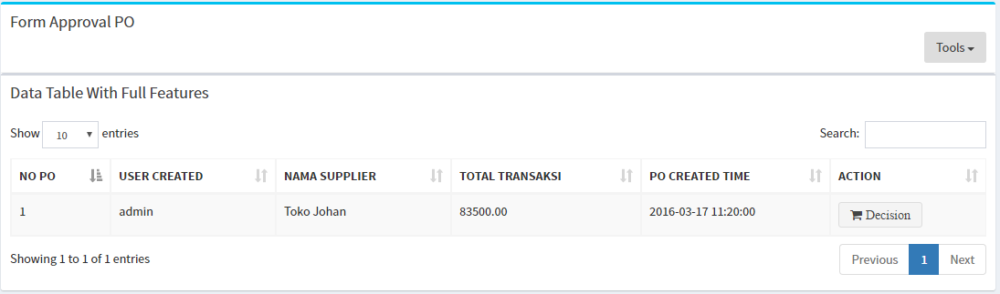 Form Approval PO
Tools
Data Table With Full Features
Show 10 entries Search:
NO PO USER CREATED NAMA SUPPLIER TOTAL TRANSAKSI PO CREATED TIME ACTION
1 admin Toko Johan 83500.00 2016-03-17 11:20:00 Decision
Showing 1 to 1 of 1 entries Previous 1 Next